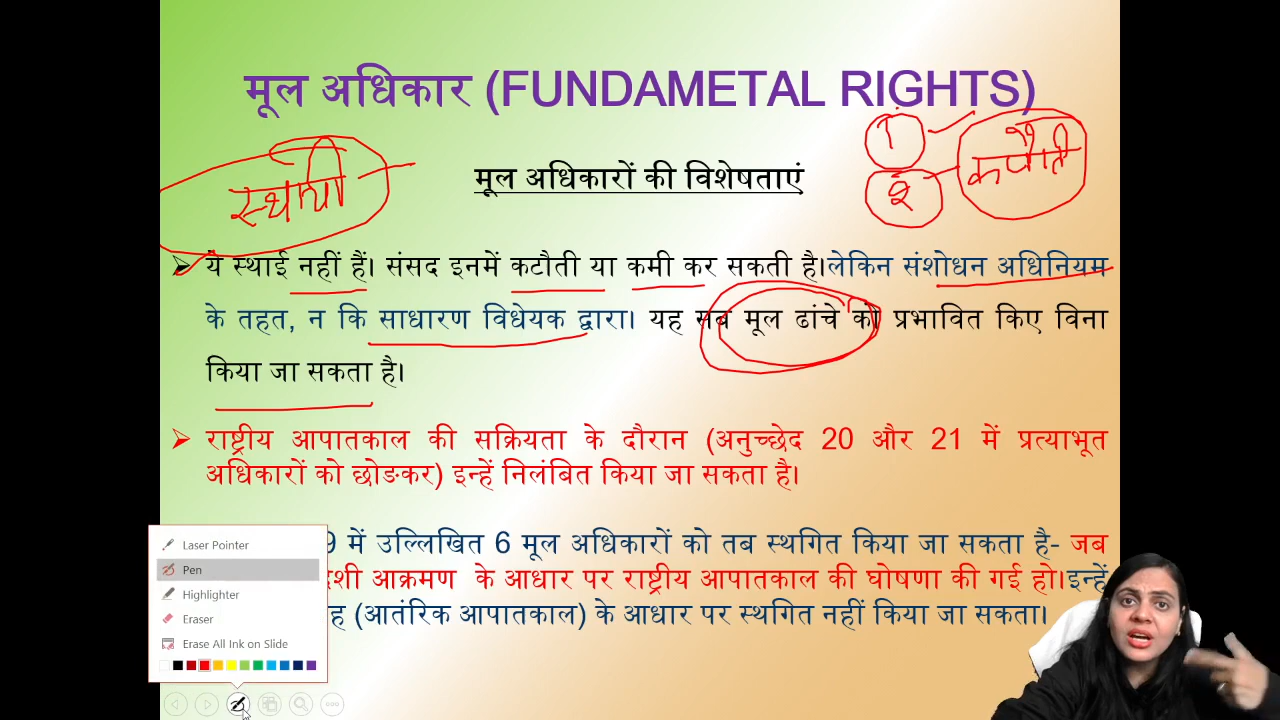 मूल अधिकार (FUNDAMETAL RIGHTS)
स्थायी
१
२
कटौती
मूल अधिकारों की विशेषताएं
ये स्थाई नहीं हैं। संसद इनमें कटौती या कमी कर सकती है।लेकिन संशोधन अधिनियम
के तहत, न कि साधारण विधेयक द्वारा। यह सब मूल ढांचे को प्रभावित किए विना
किया जा सकता है।
राष्ट्रीय आपातकाल की सक्रियता के दौरान (अनुच्छेद 20 और 21 में प्रत्याभूत
अधिकारों को छोङकर) इन्हें निलंबित किया जा सकता है।
9 में उल्लिखित 6 मूल अधिकारों को तब स्थगित किया जा सकता है- जब
आक्रमण के आधार पर राष्ट्रीय आपातकाल की घोषणा की गई हो।इन्हें
(आतंरिक आपातकाल) के आधार पर स्थगित नहीं किया जा सकता।
Laser Pointer
Pen
Highlighter
Eraser
Erase All Ink on Slide